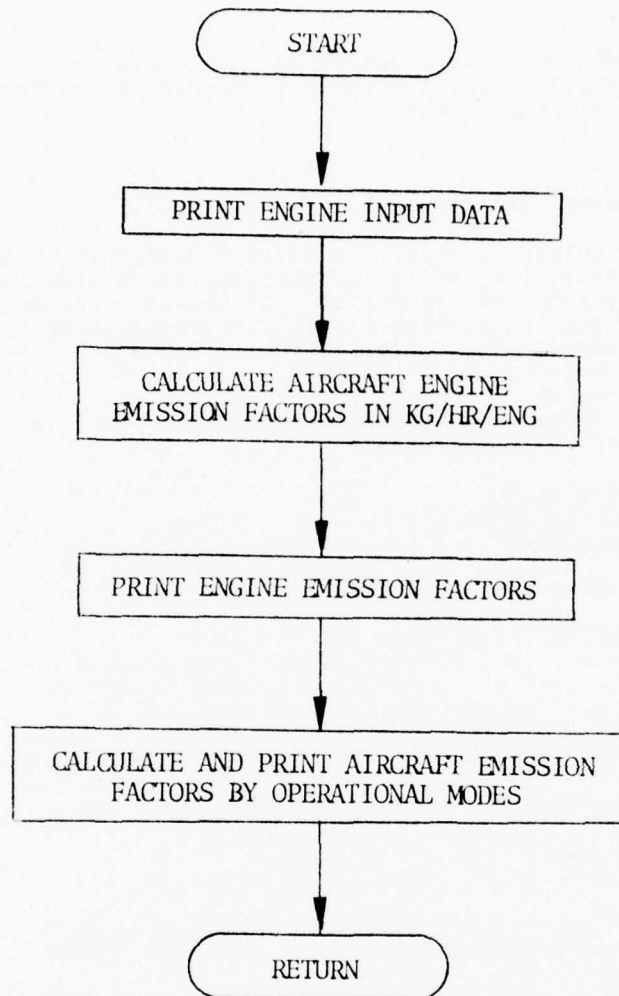 START
PRINT ENGINE INPUT DATA
CALCULATE AIRCRAFT ENGINE
EMISSION FACTORS IN KG/HR/ENG
PRINT ENGINE EMISSION FACTORS
CALCULATE AND PRINT AIRCRAFT EMISSION
FACTORS BY OPERATIONAL MODES
RETURN